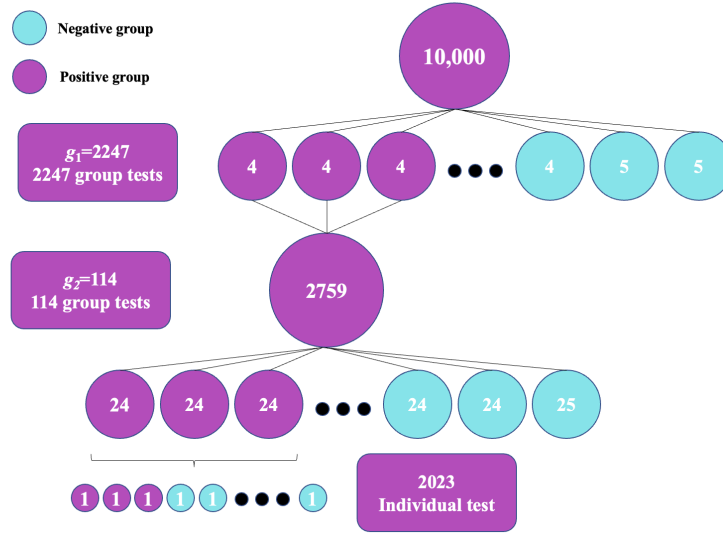 Negative group
Positive group
10,000
g₁=2247
2247 group tests
4 4 4 4 5 5
g₂=114
114 group tests
2759
24 24 24 24 24 25
2023
Individual test
1 1 1 1 1 1